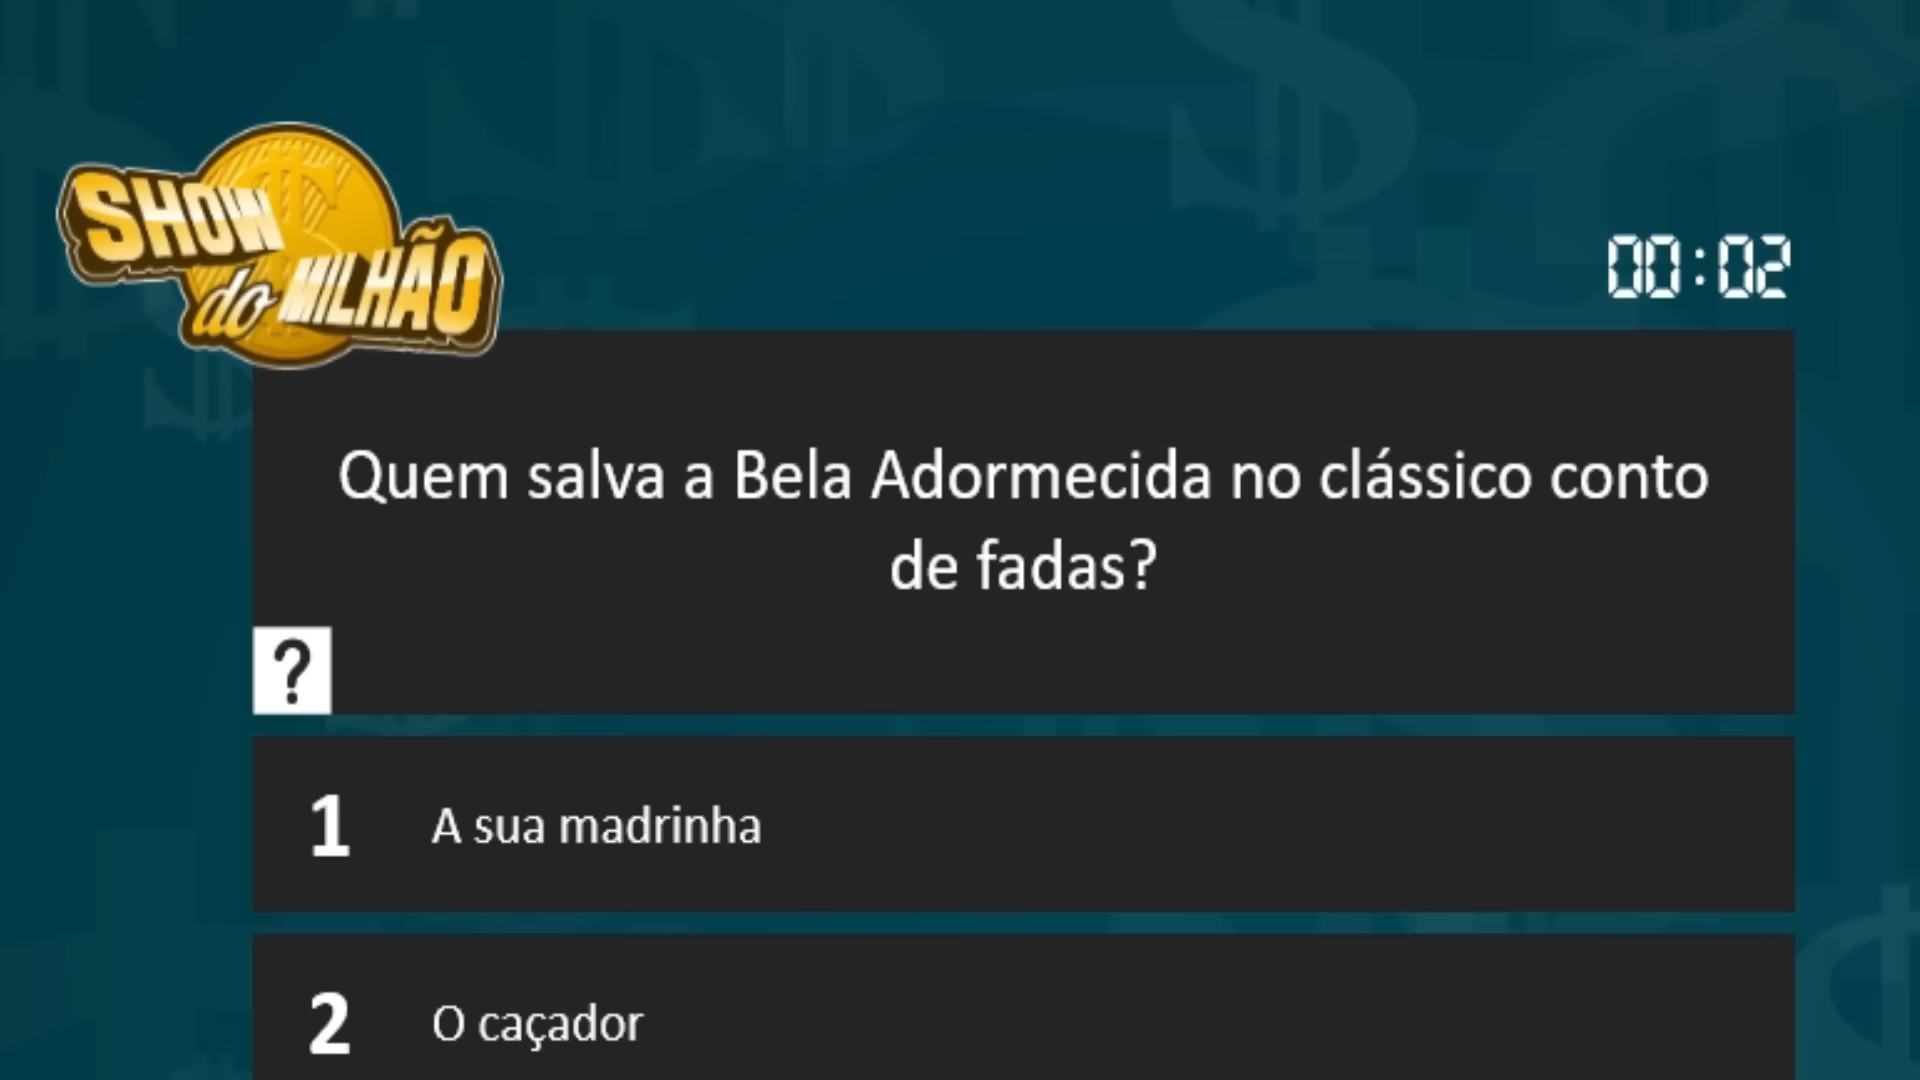 SHOW
do MILHÃO
00:02
Quem salva a Bela Adormecida no clássico conto
de fadas?
?
1 A sua madrinha
2 O caçador